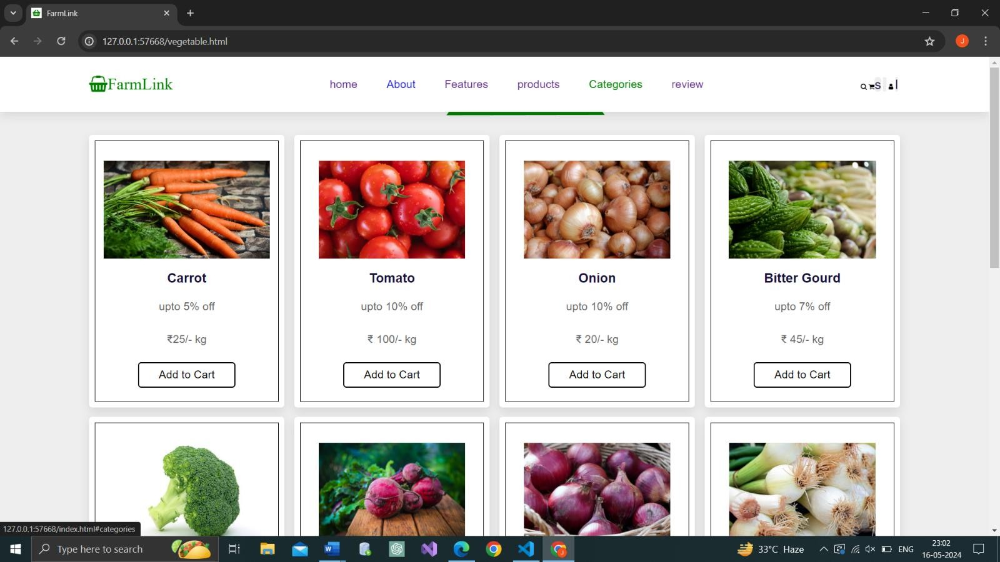 FarmLink
127.0.0.1:57668/vegetable.html
J
FarmLink
home About Features products Categories review
s l
Carrot Tomato Onion Bitter Gourd
upto 5% off upto 10% off upto 10% off upto 7% off
₹25/- kg ₹ 100/- kg ₹ 20/- kg ₹ 45/- kg
Add to Cart Add to Cart Add to Cart Add to Cart
127.0.0.1:57668/index.html#categories
Type here to search
J
33°C Haze
ENG
23:02
16-05-2024